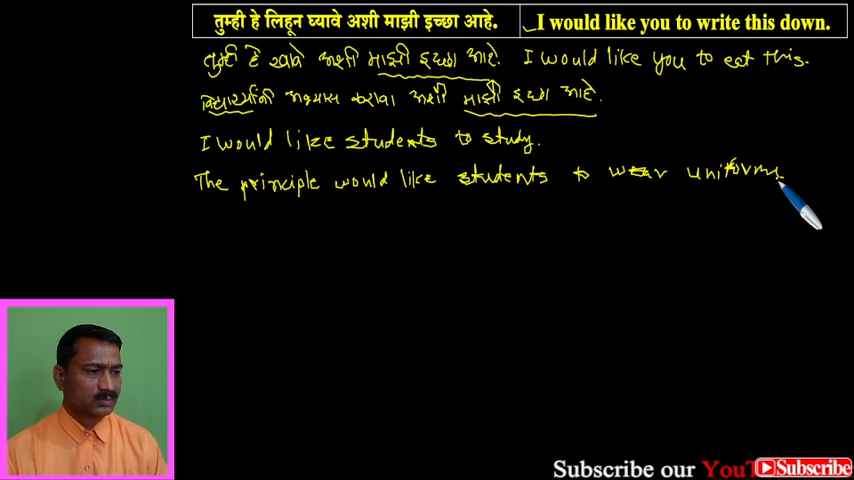 तुम्ही हे लिहून घ्यावे अशी माझी इच्छा आहे. I would like you to write this down.
तुम्ही हे खावे अशी माझी इच्छा आहे. I would like you to eat this.
विद्यार्थ्यांनी अभ्यास करावा अशी माझी इच्छा आहे.
I would like students to study.
The principle would like students to wear uniforms.
Subscribe our YouT Subscribe